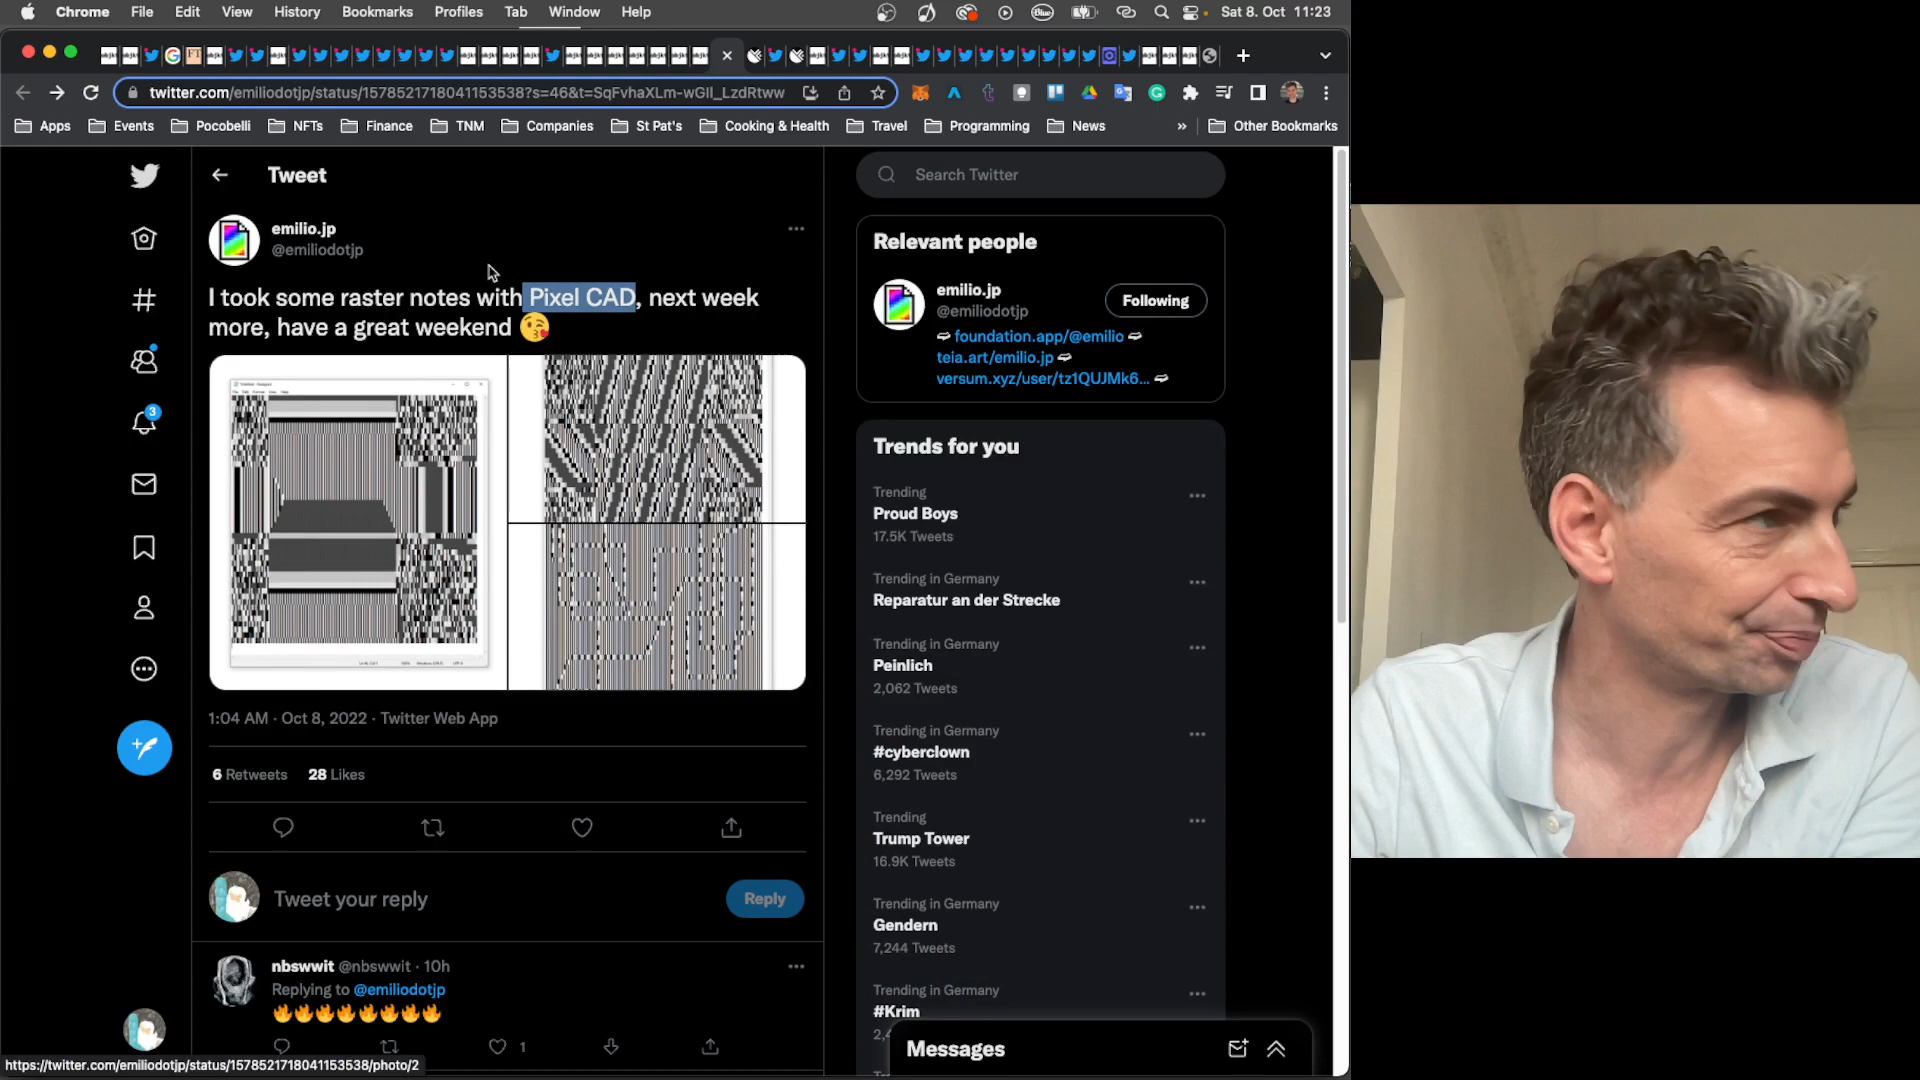 Chrome File Edit View History Bookmarks Profiles Tab Window Help
Sat 8. Oct 11:23
twitter.com/emiliodotjp/status/1578521718041153538?s=46&t=SqFvhaXLm-wGIl_LzdRtww
Apps Events Pocobelli NFTs Finance TNM Companies St Pat's Cooking & Health Travel Programming News » Other Bookmarks
Tweet
emilio.jp
@emiliodotjp
I took some raster notes with Pixel CAD, next week
more, have a great weekend 😘
1:04 AM · Oct 8, 2022 · Twitter Web App
6 Retweets 28 Likes
Tweet your reply
Reply
nbswwit @nbswwit · 10h
Replying to @emiliodotjp
🔥🔥🔥🔥🔥🔥🔥🔥
1
3
https://twitter.com/emiliodotjp/status/1578521718041153538/photo/2
Search Twitter
Relevant people
emilio.jp
@emiliodotjp
Following
foundation.app/@emilio
teia.art/emilio.jp
versum.xyz/user/tz1QUJMk6...
Trends for you
Trending
Proud Boys
17.5K Tweets
Trending in Germany
Reparatur an der Strecke
Trending in Germany
Peinlich
2,062 Tweets
Trending in Germany
#cyberclown
6,292 Tweets
Trending
Trump Tower
16.9K Tweets
Trending in Germany
Gendern
7,244 Tweets
Trending in Germany
#Krim
Messages